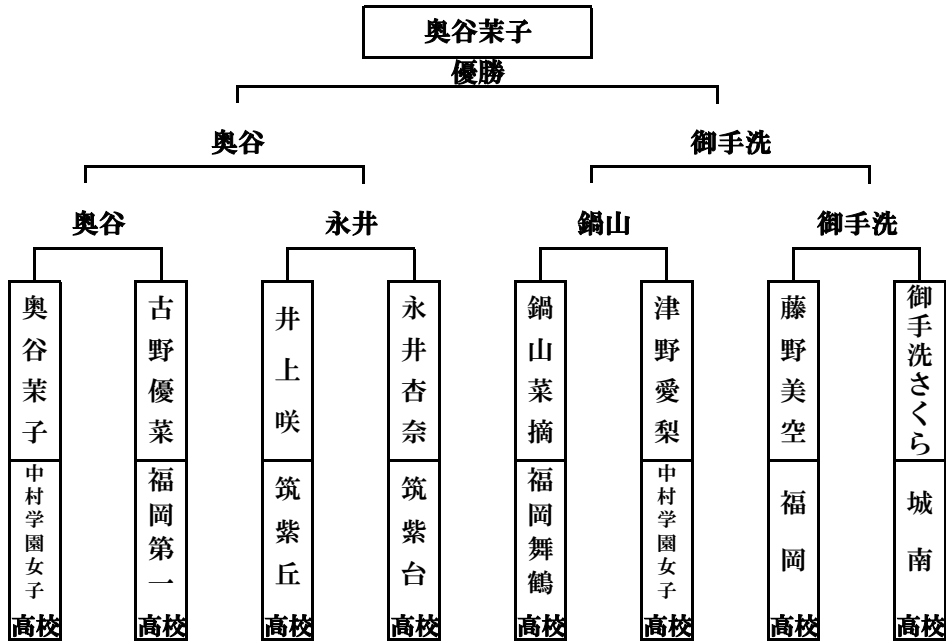 奥谷茉子
優勝
奥谷
御手洗
奥谷
永井
鍋山
御手洗
奥谷茉子
中村学園女子
高校
古野優菜
福岡第一
高校
井上咲
筑紫丘
高校
永井杏奈
筑紫台
高校
鍋山菜摘
福岡舞鶴
高校
津野愛梨
中村学園女子
高校
藤野美空
福岡
高校
御手洗さくら
城南
高校